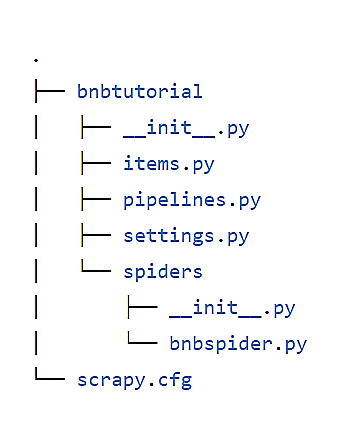 .
├── bnbtutorial
│   ├── __init__.py
│   ├── items.py
│   ├── pipelines.py
│   ├── settings.py
│   └── spiders
│       ├── __init__.py
│       └── bnbspider.py
└── scrapy.cfg